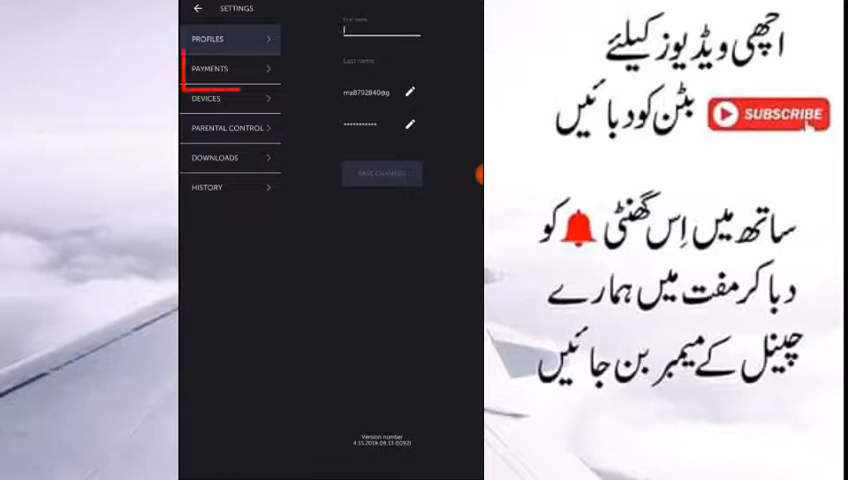 SETTINGS
PROFILES
PAYMENTS
DEVICES
PARENTAL CONTROL
DOWNLOADS
HISTORY
First name
Last name
ma8792840@g
***********
SAVE CHANGES
Version number
اچھی ویڈیوز کیلئے
بٹن کو دبائیں SUBSCRIBE
ساتھ میں اِس گھنٹی کو
دبا کر مفت میں ہمارے
چینل کے میمبر بن جائیں